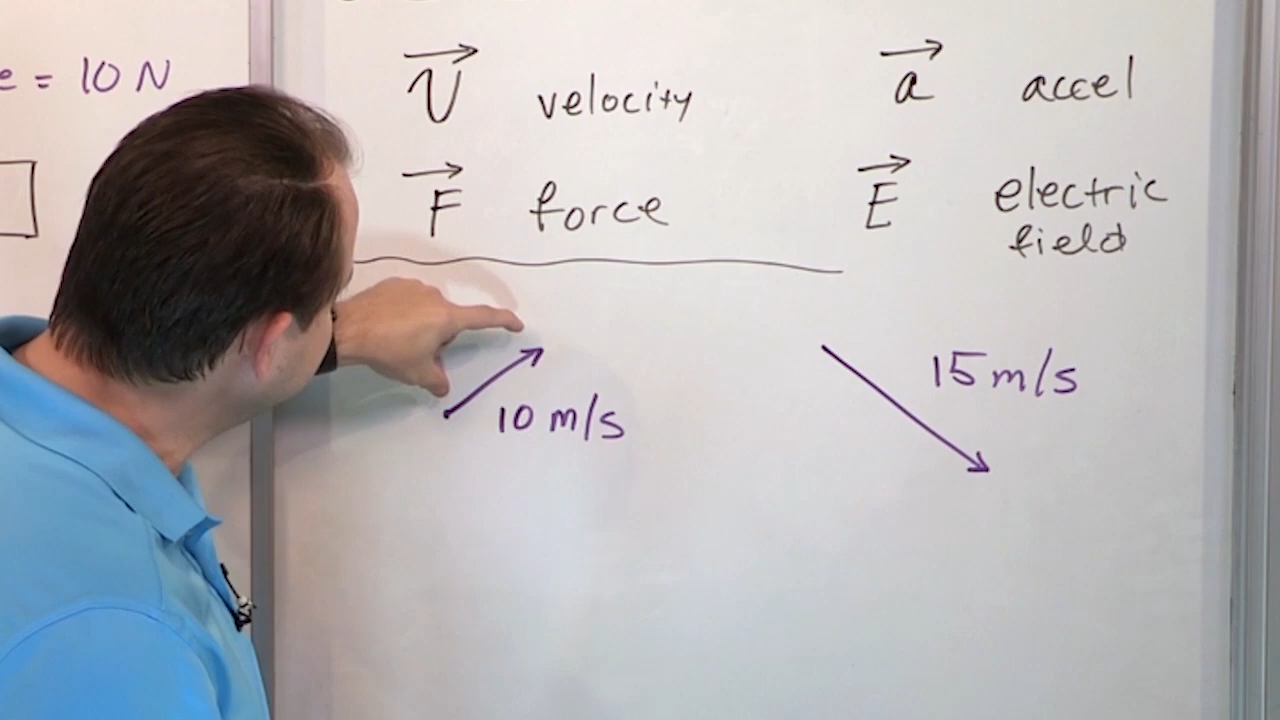 e = 10 N
v velocity
a accel
F force
E electric
field
10 m/s
15 m/s